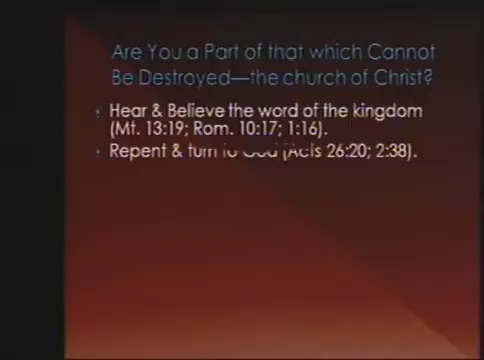 Are You a Part of that which Cannot
Be Destroyed—the church of Christ?
Hear & Believe the word of the kingdom
(Mt. 13:19; Rom. 10:17; 1:16).
Repent & turn to God (Acts 26:20; 2:38).